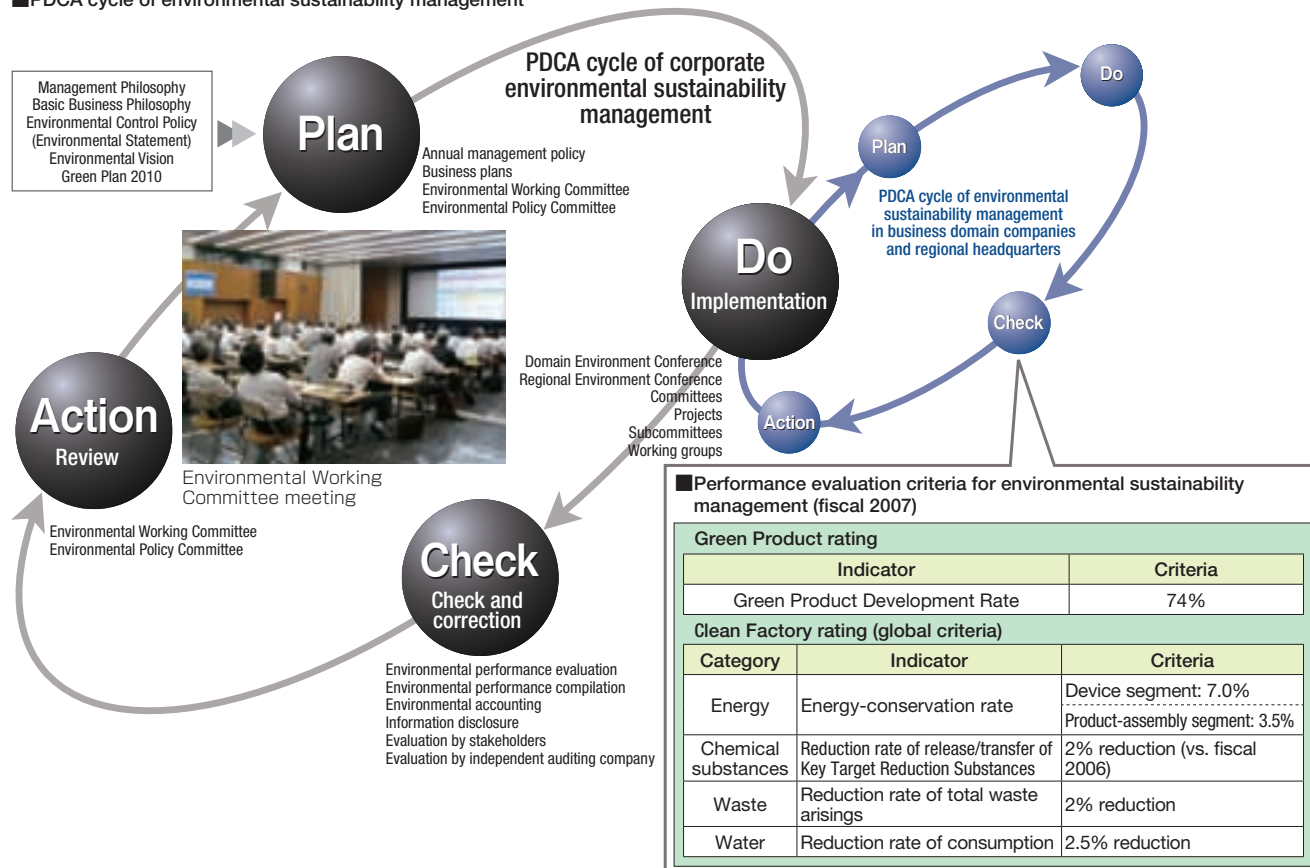 ■PDCA cycle of environmental sustainability management
Management Philosophy
Basic Business Philosophy
Environmental Control Policy
(Environmental Statement)
Environmental Vision
Green Plan 2010
Plan
Annual management policy
Business plans
Environmental Working Committee
Environmental Policy Committee
PDCA cycle of corporate
environmental sustainability
management
Do
Implementation
Domain Environment Conference
Regional Environment Conference
Committees
Projects
Subcommittees
Working groups
Plan
Do
Check
Action
PDCA cycle of environmental
sustainability management
in business domain companies
and regional headquarters
Environmental Working
Committee meeting
Action
Review
Environmental Working Committee
Environmental Policy Committee
Check
Check and
correction
Environmental performance evaluation
Environmental performance compilation
Environmental accounting
Information disclosure
Evaluation by stakeholders
Evaluation by independent auditing company
■Performance evaluation criteria for environmental sustainability
management (fiscal 2007)
Green Product rating
Indicator Criteria
Green Product Development Rate 74%
Clean Factory rating (global criteria)
Category Indicator Criteria
Energy Energy-conservation rate Device segment: 7.0%
Product-assembly segment: 3.5%
Chemical Reduction rate of release/transfer of 2% reduction (vs. fiscal
substances Key Target Reduction Substances 2006)
Waste Reduction rate of total waste 2% reduction
arisings
Water Reduction rate of consumption 2.5% reduction